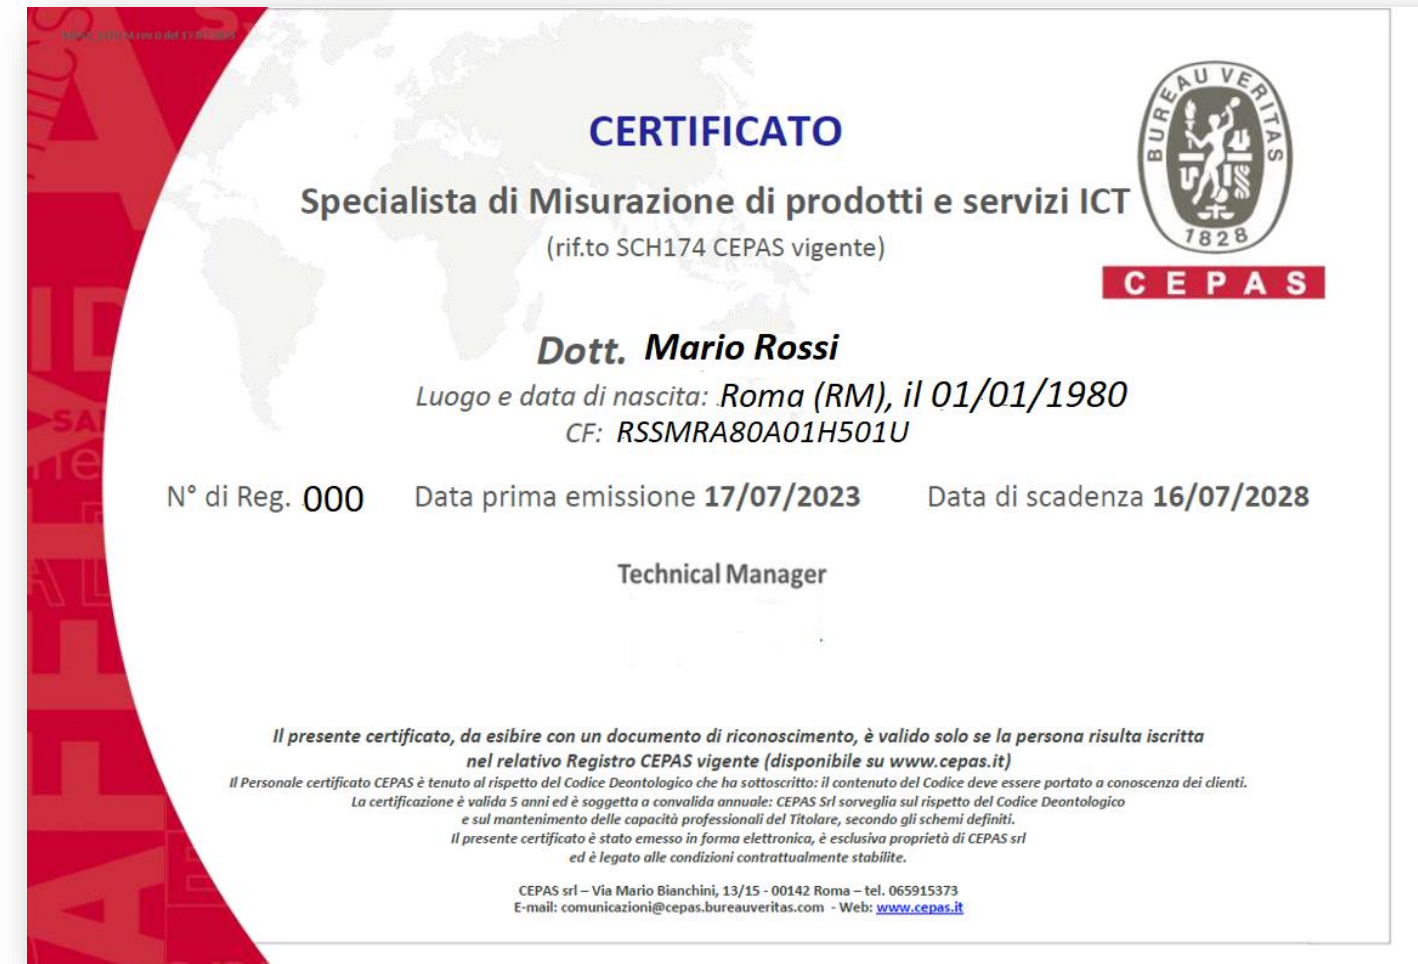 rev.0 del 17.07.2023
CERTIFICATO
Specialista di Misurazione di prodotti e servizi ICT
(rif.to SCH174 CEPAS vigente)
BUREAU VERITAS
1828
CEPAS
Dott. Mario Rossi
Luogo e data di nascita: Roma (RM), il 01/01/1980
CF: RSSMRA80A01H501U
N° di Reg. 000 Data prima emissione 17/07/2023 Data di scadenza 16/07/2028
Technical Manager
Il presente certificato, da esibire con un documento di riconoscimento, è valido solo se la persona risulta iscritta
nel relativo Registro CEPAS vigente (disponibile su www.cepas.it)
Il Personale certificato CEPAS è tenuto al rispetto del Codice Deontologico che ha sottoscritto: il contenuto del Codice deve essere portato a conoscenza dei clienti.
La certificazione è valida 5 anni ed è soggetta a convalida annuale: CEPAS Srl sorveglia sul rispetto del Codice Deontologico
e sul mantenimento delle capacità professionali del Titolare, secondo gli schemi definiti.
Il presente certificato è stato emesso in forma elettronica, è esclusiva proprietà di CEPAS srl
ed è legato alle condizioni contrattualmente stabilite.
CEPAS srl – Via Mario Bianchini, 13/15 - 00142 Roma – tel. 065915373
E-mail: comunicazioni@cepas.bureauveritas.com - Web: www.cepas.it